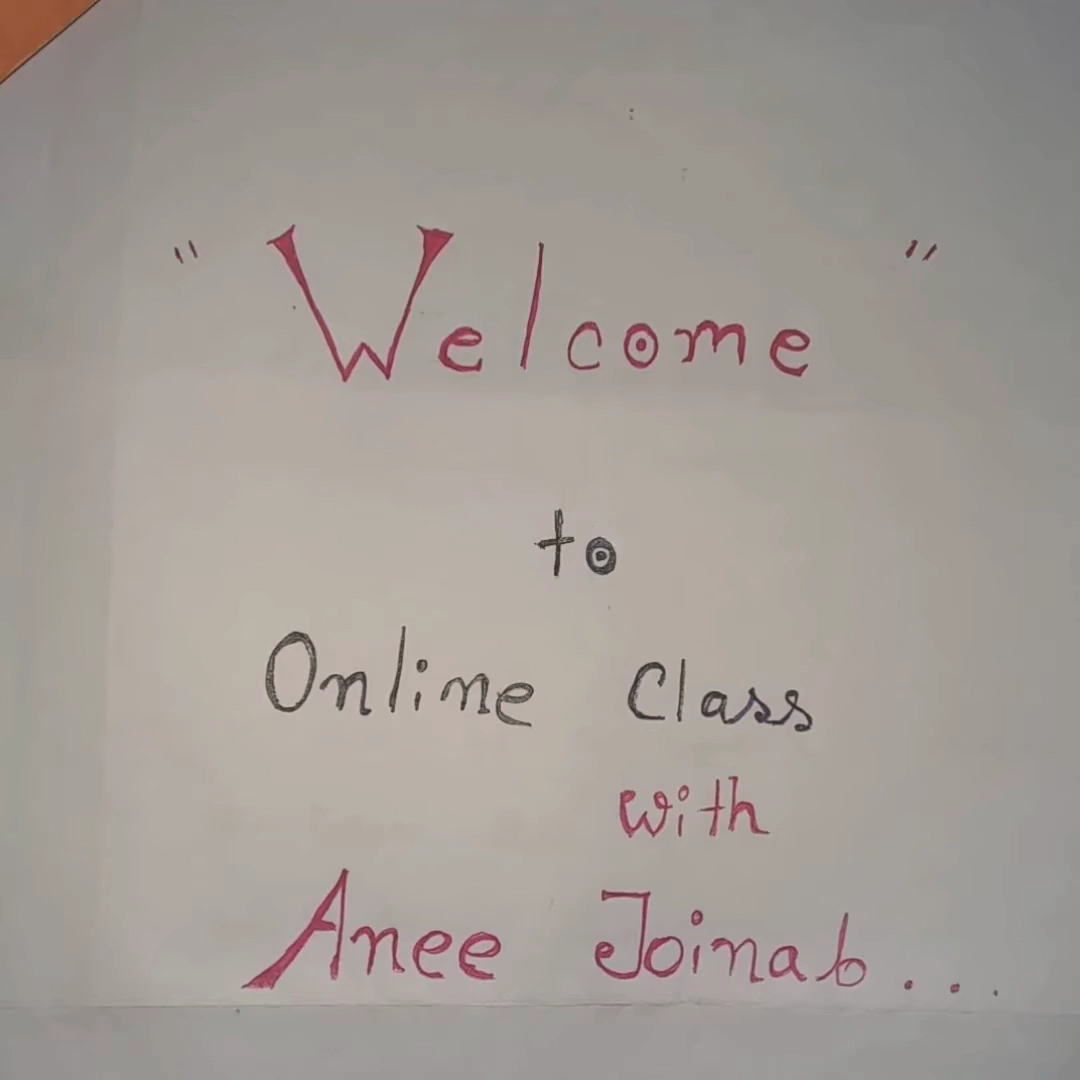 " Welcome "
to
Online Class
with
Anee Joinab...